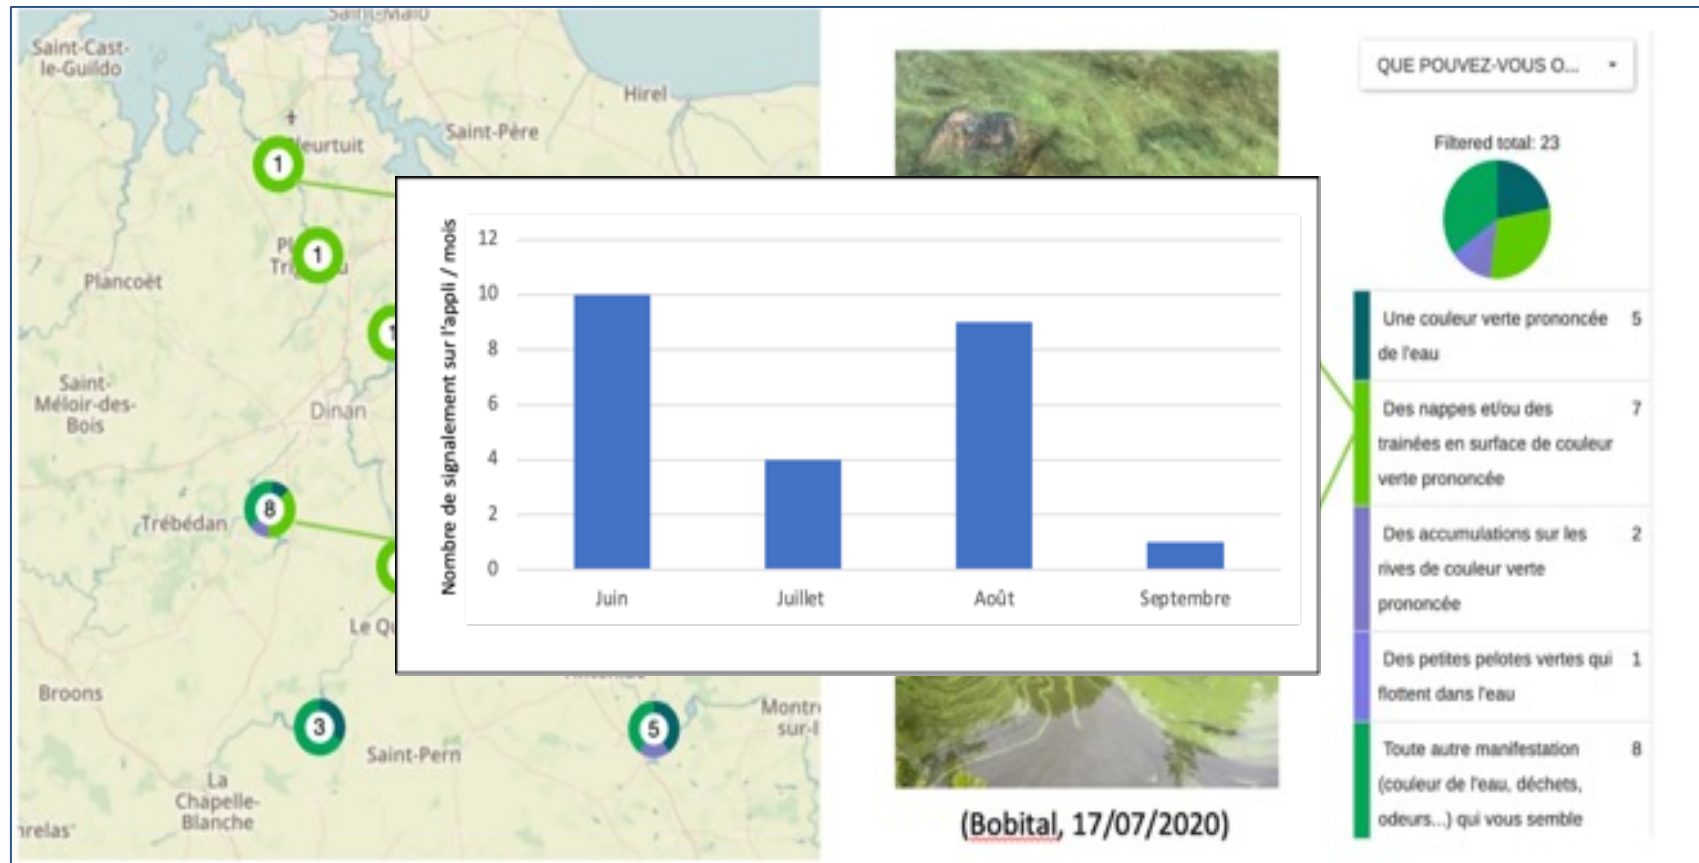 Saint-Malo
Saint-Cast-
le-Guildo
Hirel
Saint-Père
1
1
Plancoët
Saint-
Méloir-des-
Bois
Dinan
8
Trébédan
Broons
3
5
Saint-Pern
La
Chapelle-
Blanche
Nombre de signalement sur l'appli / mois
12
10
8
6
4
2
0
Juin
Juillet
Août
Septembre
(Bobital, 17/07/2020)
QUE POUVEZ-VOUS O...
Filtered total: 23
Une couleur verte prononcée 5
de l'eau
Des nappes et/ou des 7
trainées en surface de couleur
verte prononcée
Des accumulations sur les 2
rives de couleur verte
prononcée
Des petites pelotes vertes qui 1
flottent dans l'eau
Toute autre manifestation 8
(couleur de l'eau, déchets,
odeurs...) qui vous semble